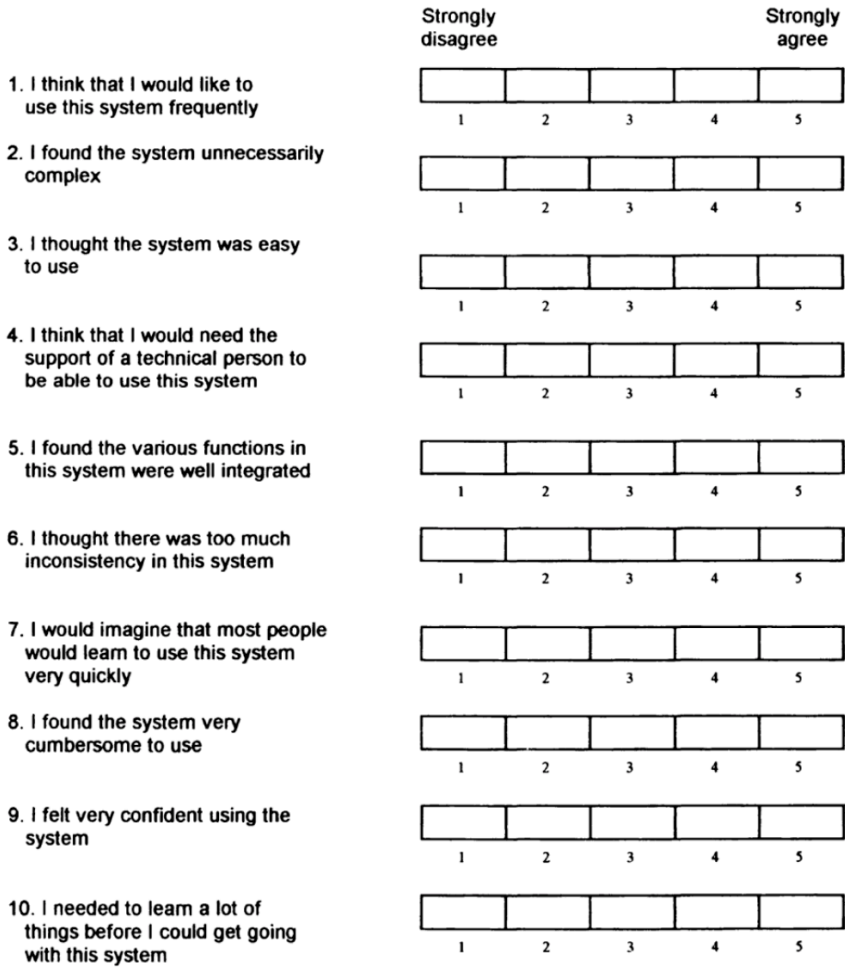 Strongly disagree
Strongly agree
1. I think that I would like to
use this system frequently
1 2 3 4 5
2. I found the system unnecessarily
complex
1 2 3 4 5
3. I thought the system was easy
to use
1 2 3 4 5
4. I think that I would need the
support of a technical person to
be able to use this system
1 2 3 4 5
5. I found the various functions in
this system were well integrated
1 2 3 4 5
6. I thought there was too much
inconsistency in this system
1 2 3 4 5
7. I would imagine that most people
would learn to use this system
very quickly
1 2 3 4 5
8. I found the system very
cumbersome to use
1 2 3 4 5
9. I felt very confident using the
system
1 2 3 4 5
10. I needed to learn a lot of
things before I could get going
with this system
1 2 3 4 5